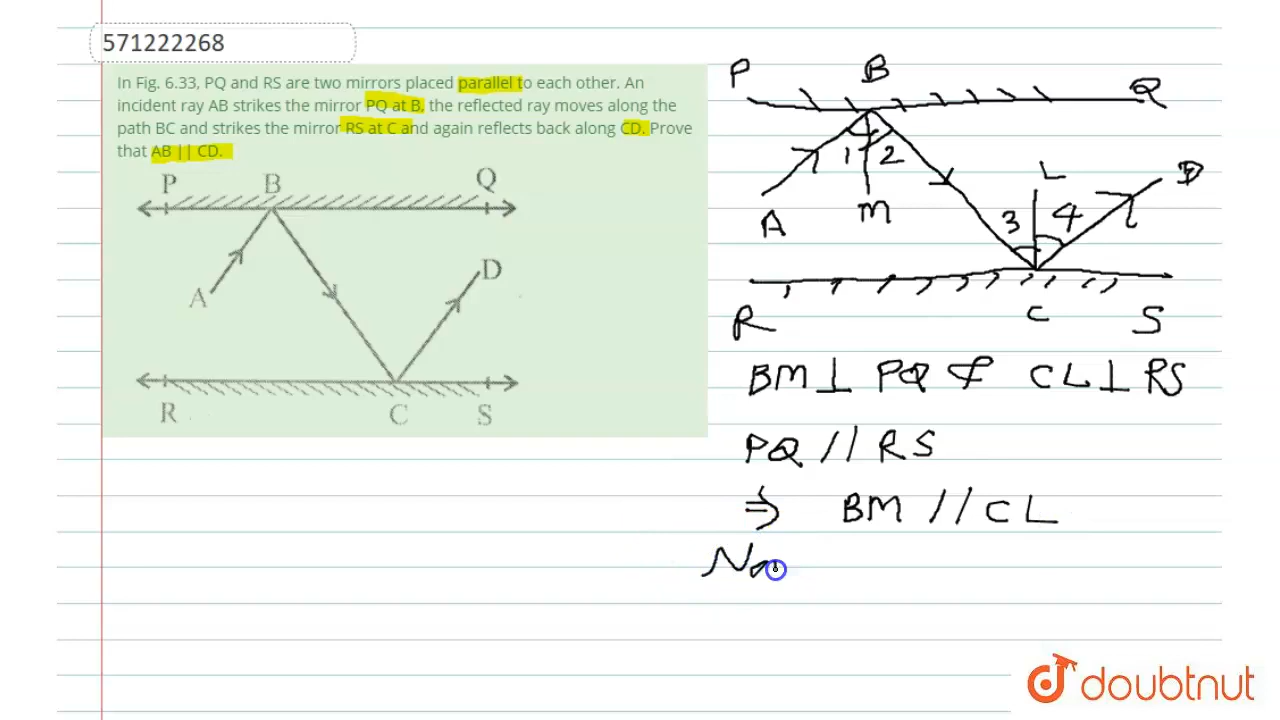 571222268
In Fig. 6.33, PQ and RS are two mirrors placed parallel to each other. An
incident ray AB strikes the mirror PQ at B, the reflected ray moves along the
path BC and strikes the mirror RS at C and again reflects back along CD. Prove
that AB || CD.
P B Q
A D
R C S
P B Q
1 2 3 4
A M L D
R C S
BM ⊥ PQ & CL ⊥ RS
PQ // RS
⇒ BM // CL
No
doubtnut